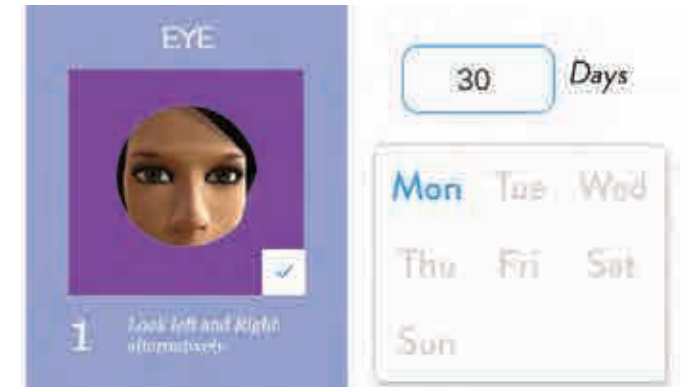 EYE
1
Look left and Right
alternatively
30 Days
Mon Tue Wed
Thu Fri Sat
Sun